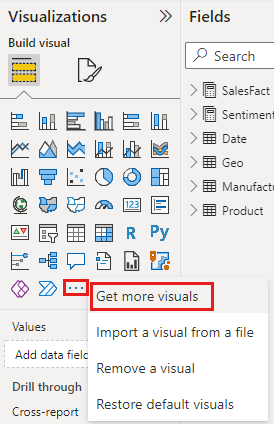 Visualizations
Fields
Build visual
Search
SalesFact
Sentiment
Date
Geo
Manufact
Product
123
R
Py
Get more visuals
Import a visual from a file
Remove a visual
Restore default visuals
Values
Add data field
Drill through
Cross-report